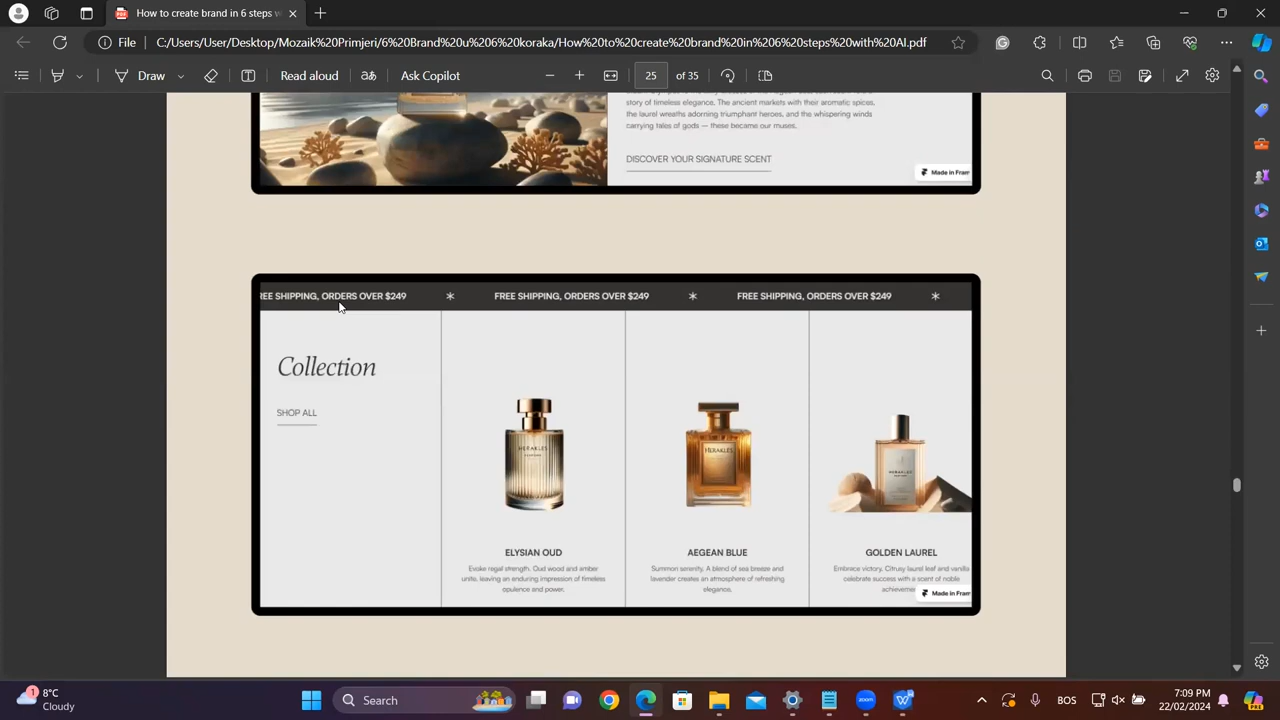 How to create brand in 6 steps w
File
C:/Users/User/Desktop/Mozaik%20Primjeri/6%20Brand%20u%206%20koraka/How%20to%20create%20brand%20in%206%20steps%20with%20AI.pdf
Draw
Read aloud
Ask Copilot
25 of 35
story of timeless elegance. The ancient markets with their aromatic spices,
the laurel wreaths adorning triumphant heroes, and the whispering winds
carrying tales of gods — these became our muses.
DISCOVER YOUR SIGNATURE SCENT
Made in Fram
REE SHIPPING, ORDERS OVER $249
FREE SHIPPING, ORDERS OVER $249
FREE SHIPPING, ORDERS OVER $249
Collection
SHOP ALL
HERAKLES
HERAKLES
HERAKLES
ELYSIAN OUD
Evoke regal strength. Oud wood and amber
unite, leaving an enduring impression of timeless
opulence and power.
AEGEAN BLUE
Summon serenity. A blend of sea breeze and
lavender creates an atmosphere of refreshing
elegance.
GOLDEN LAUREL
Embrace victory. Citrusy laurel leaf and vanilla
celebrate success with a scent of noble
achieveme
Made in Fram
1
8°C
Cloudy
Search
zoom
BOS
7:09 PM
22/02/2024